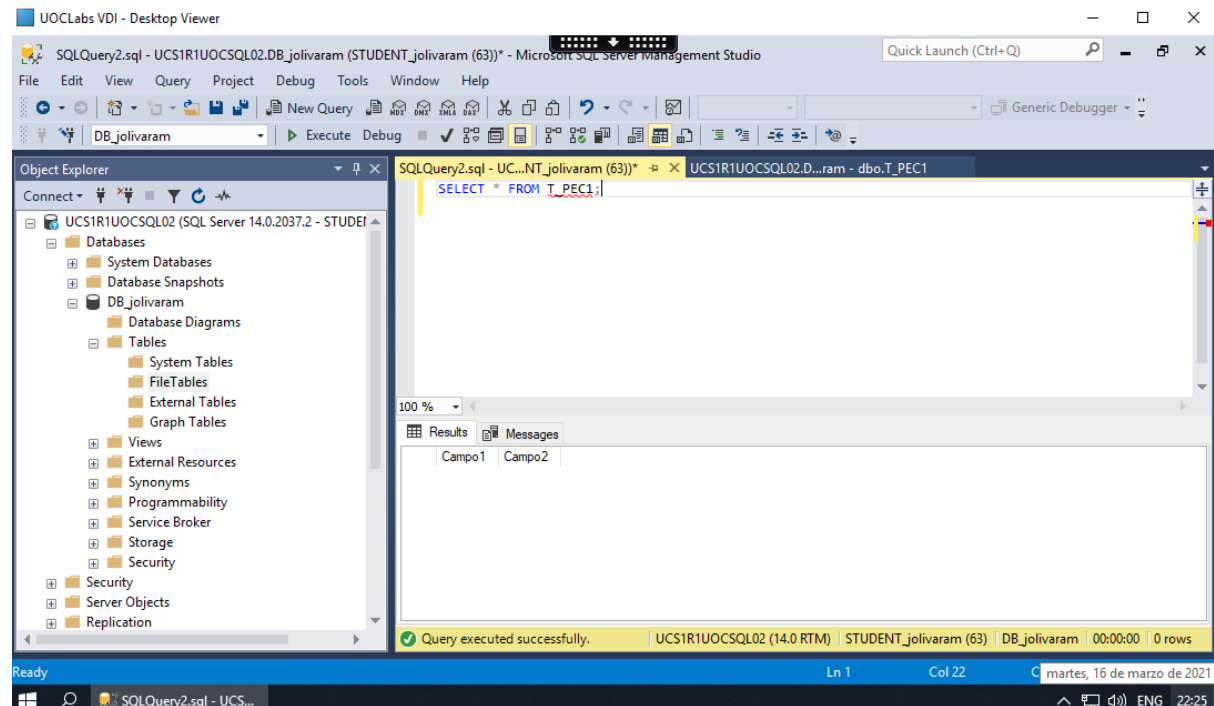 UOCLabs VDI - Desktop Viewer
SQLQuery2.sql - UCS1R1UOCSQL02.DB_jolivaram (STUDENT_jolivaram (63))* - Microsoft SQL Server Management Studio
Quick Launch (Ctrl+Q)
File Edit View Query Project Debug Tools Window Help
New Query MDX DMX XMLA DAX Generic Debugger
DB_jolivaram Execute Debug
Object Explorer
SQLQuery2.sql - UC...NT_jolivaram (63))* UCS1R1UOCSQL02.D...ram - dbo.T_PEC1
Connect
SELECT * FROM T_PEC1;
UCS1R1UOCSQL02 (SQL Server 14.0.2037.2 - STUDE
Databases
System Databases
Database Snapshots
DB_jolivaram
Database Diagrams
Tables
System Tables
FileTables
External Tables
Graph Tables
Views
External Resources
Synonyms
Programmability
Service Broker
Storage
Security
Security
Server Objects
Replication
100 %
Results Messages
Campo1 Campo2
Query executed successfully. UCS1R1UOCSQL02 (14.0 RTM) STUDENT_jolivaram (63) DB_jolivaram 00:00:00 0 rows
Ready Ln 1 Col 22 C martes, 16 de marzo de 2021
SQLQuery2.sql - UCS... ENG 22:25